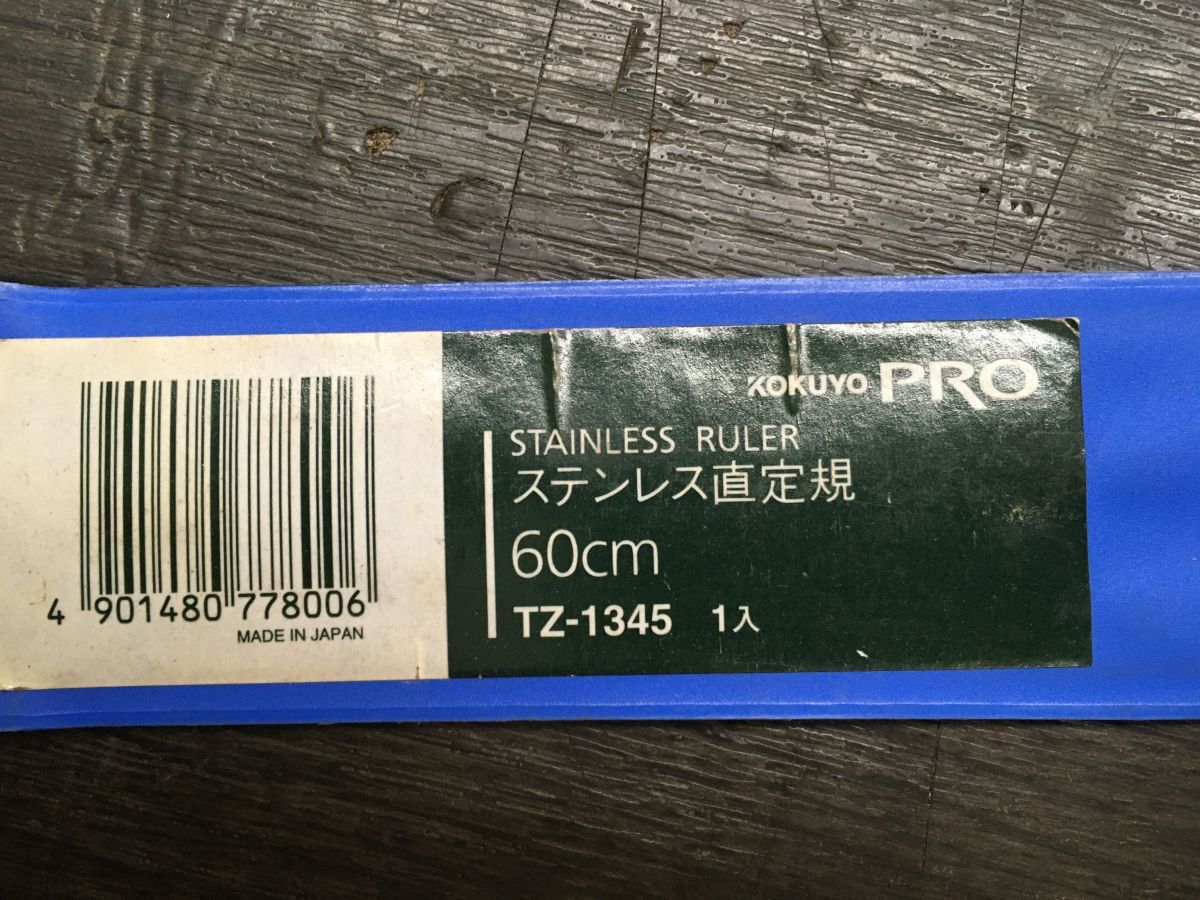 KOKUYO PRO
STAINLESS RULER
ステンレス直定規
60cm
TZ-1345 1入
4 901480 778006
MADE IN JAPAN